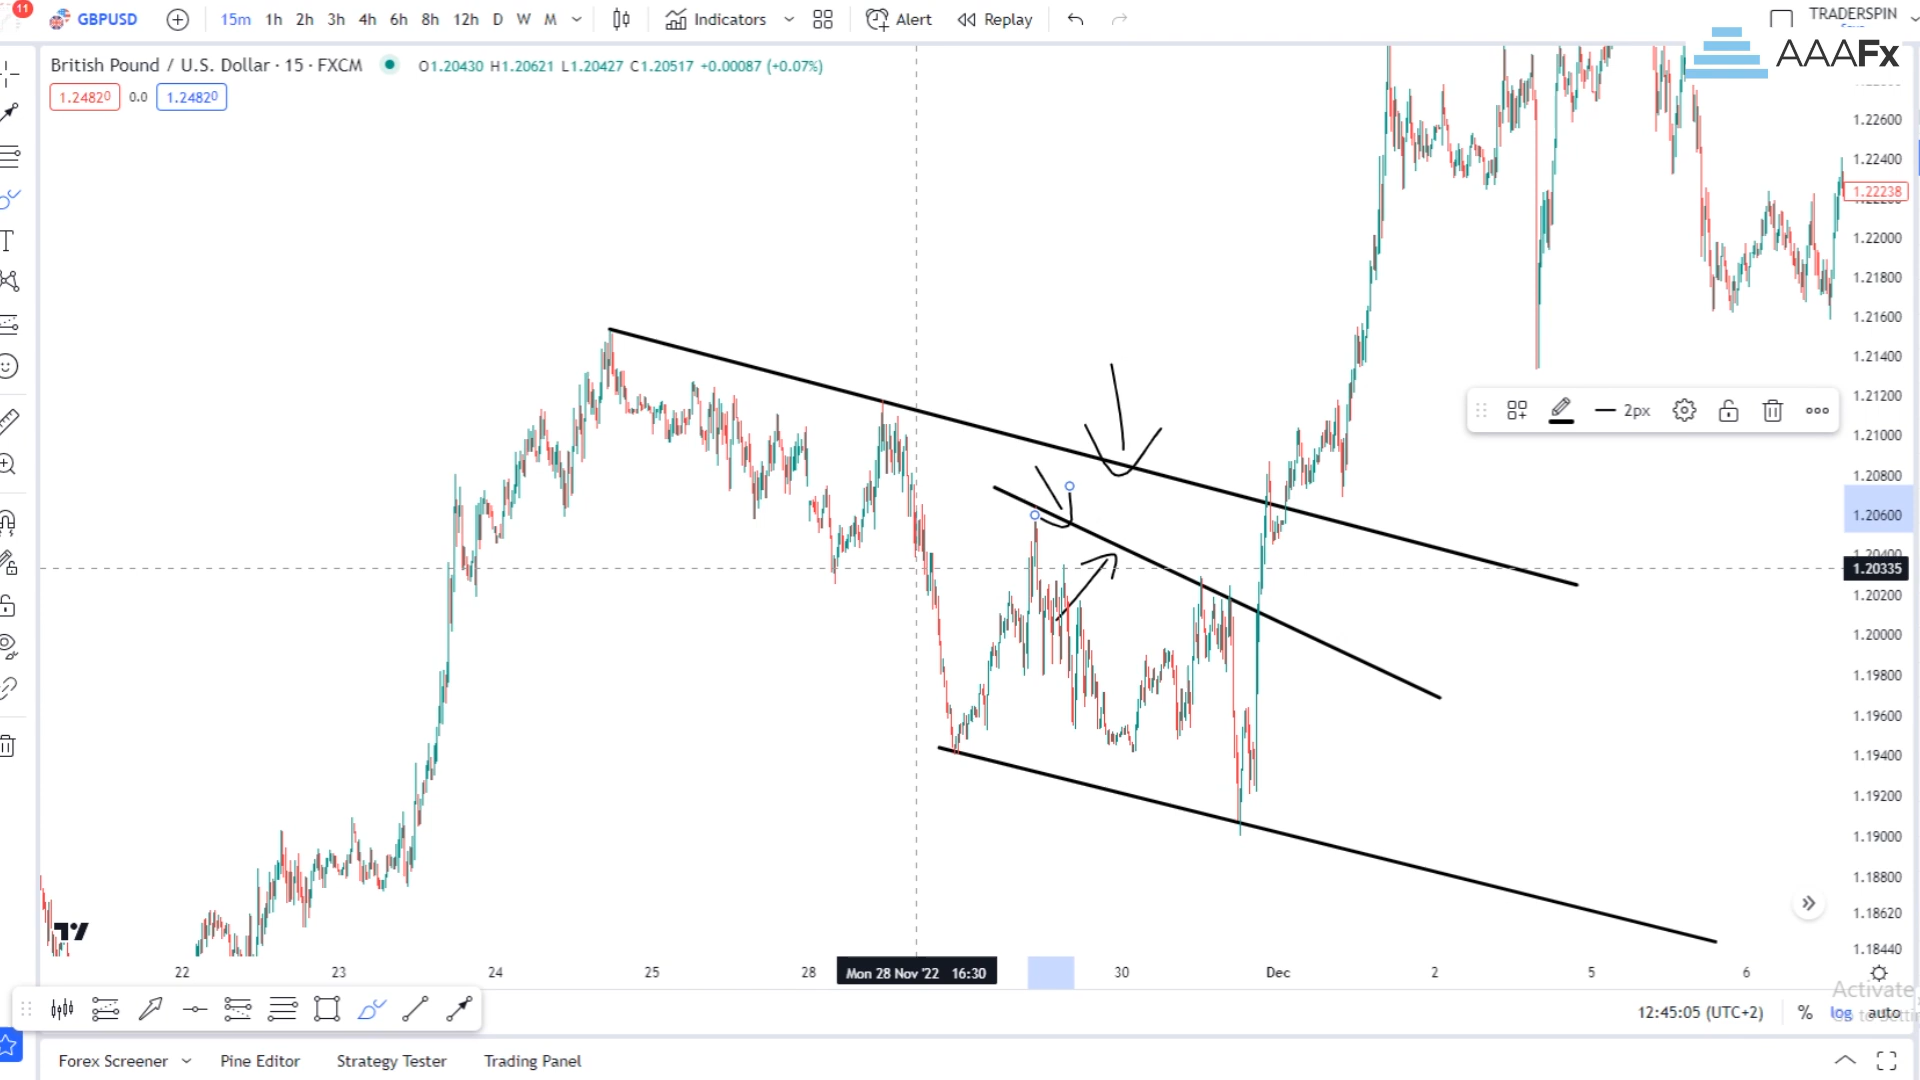 11
GBPUSD 15m 1h 2h 3h 4h 6h 8h 12h D W M Indicators Alert Replay TRADERSPIN
AAAFx
British Pound / U.S. Dollar · 15 · FXCM O1.20430 H1.20621 L1.20427 C1.20517 +0.00087 (+0.07%)
1.24820 0.0 1.24820
1.22600
1.22400
1.22238
1.22000
1.21800
1.21600
1.21400
2px
1.21200
1.21000
1.20800
1.20600
1.20400
1.20335
1.20200
1.20000
1.19800
1.19600
1.19400
1.19200
1.19000
1.18800
1.18620
1.18440
22 23 24 25 28 Mon 28 Nov '22 16:30 30 Dec 2 5 6
Activate
12:45:05 (UTC+2) % log auto
Forex Screener Pine Editor Strategy Tester Trading Panel